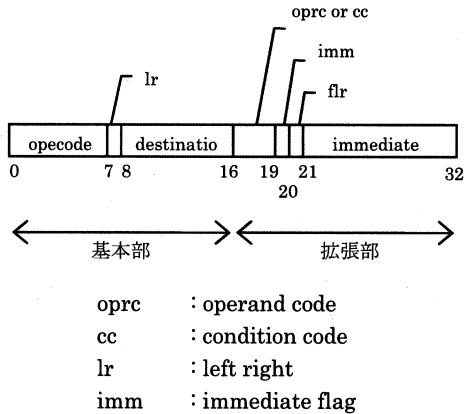 oprc or cc
imm
lr
flr
opecode destinatio immediate
0 7 8 16 19 20 21 32
基本部 拡張部
oprc :operand code
cc :condition code
lr :left right
imm :immediate flag